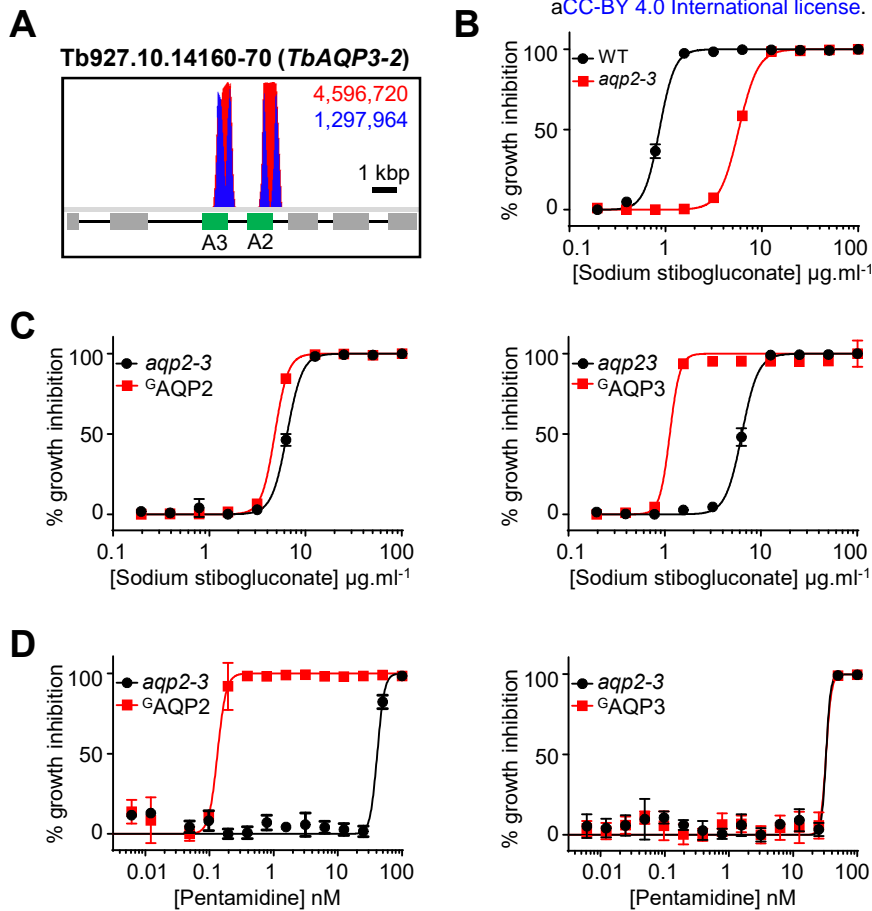 aCC-BY 4.0 International license.
A
Tb927.10.14160-70 (TbAQP3-2)
4,596,720
1,297,964
1 kbp
A3 A2
B
WT
aqp2-3
% growth inhibition
100
50
0
0.1 1 10 100
[Sodium stibogluconate] µg.ml-1
C
aqp2-3
ᴳAQP2
% growth inhibition
100
50
0
0.1 1 10 100
[Sodium stibogluconate] µg.ml-1
aqp23
ᴳAQP3
% growth inhibition
100
50
0
0.1 1 10 100
[Sodium stibogluconate] µg.ml-1
D
aqp2-3
ᴳAQP2
% growth inhibition
100
50
0
0.01 0.1 1 10 100
[Pentamidine] nM
aqp2-3
ᴳAQP3
% growth inhibition
100
50
0
0.01 0.1 1 10 100
[Pentamidine] nM